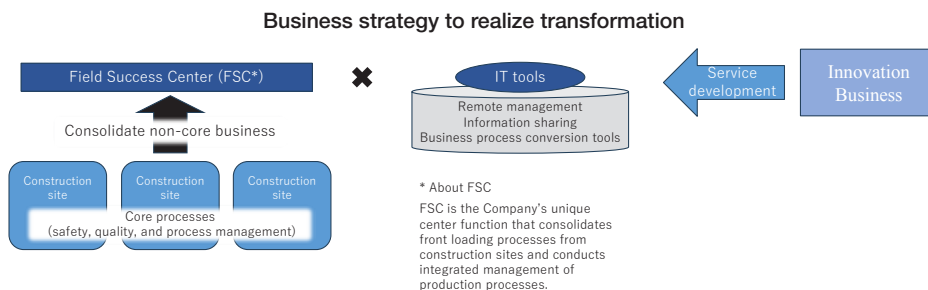 Business strategy to realize transformation
Field Success Center (FSC*)
Consolidate non-core business
Construction
site
Construction
site
Construction
site
Core processes
(safety, quality, and process management)
IT tools
Remote management
Information sharing
Business process conversion tools
Service
development
Innovation
Business
* About FSC
FSC is the Company's unique
center function that consolidates
front loading processes from
construction sites and conducts
integrated management of
production processes.